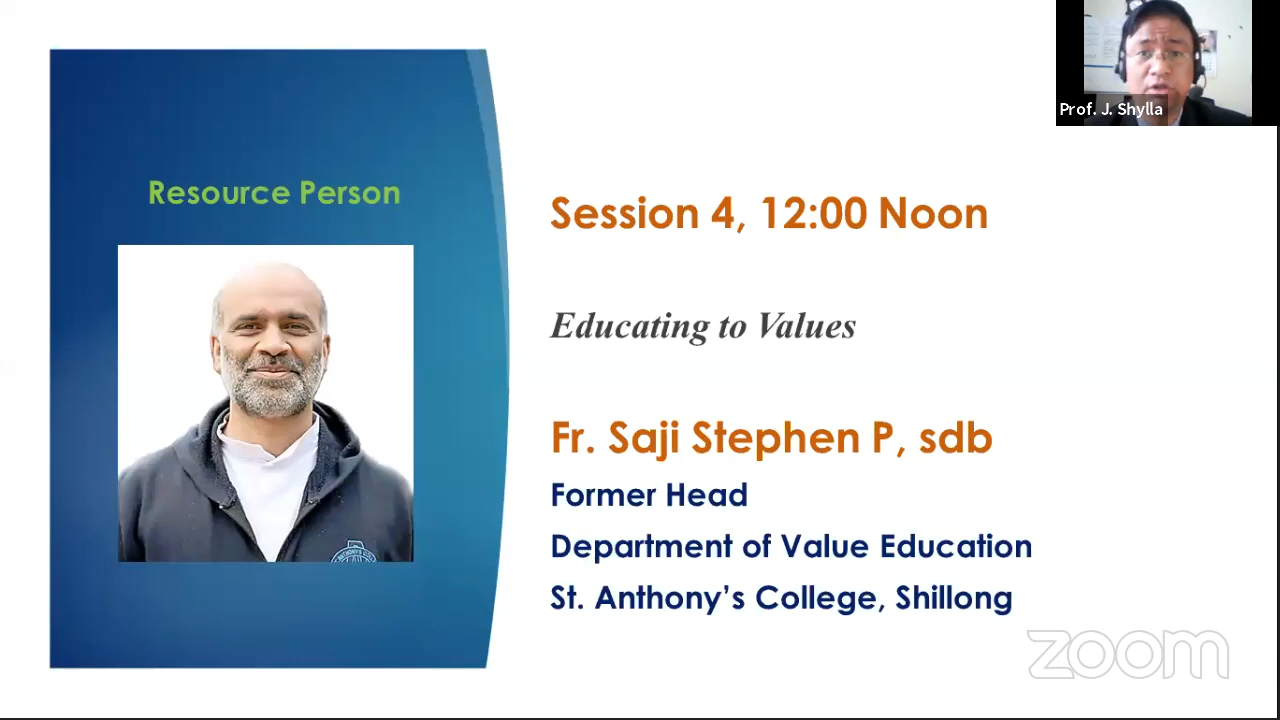 Prof. J. Shylla
Resource Person
Session 4, 12:00 Noon
Educating to Values
Fr. Saji Stephen P, sdb
Former Head
Department of Value Education
St. Anthony’s College, Shillong
zoom